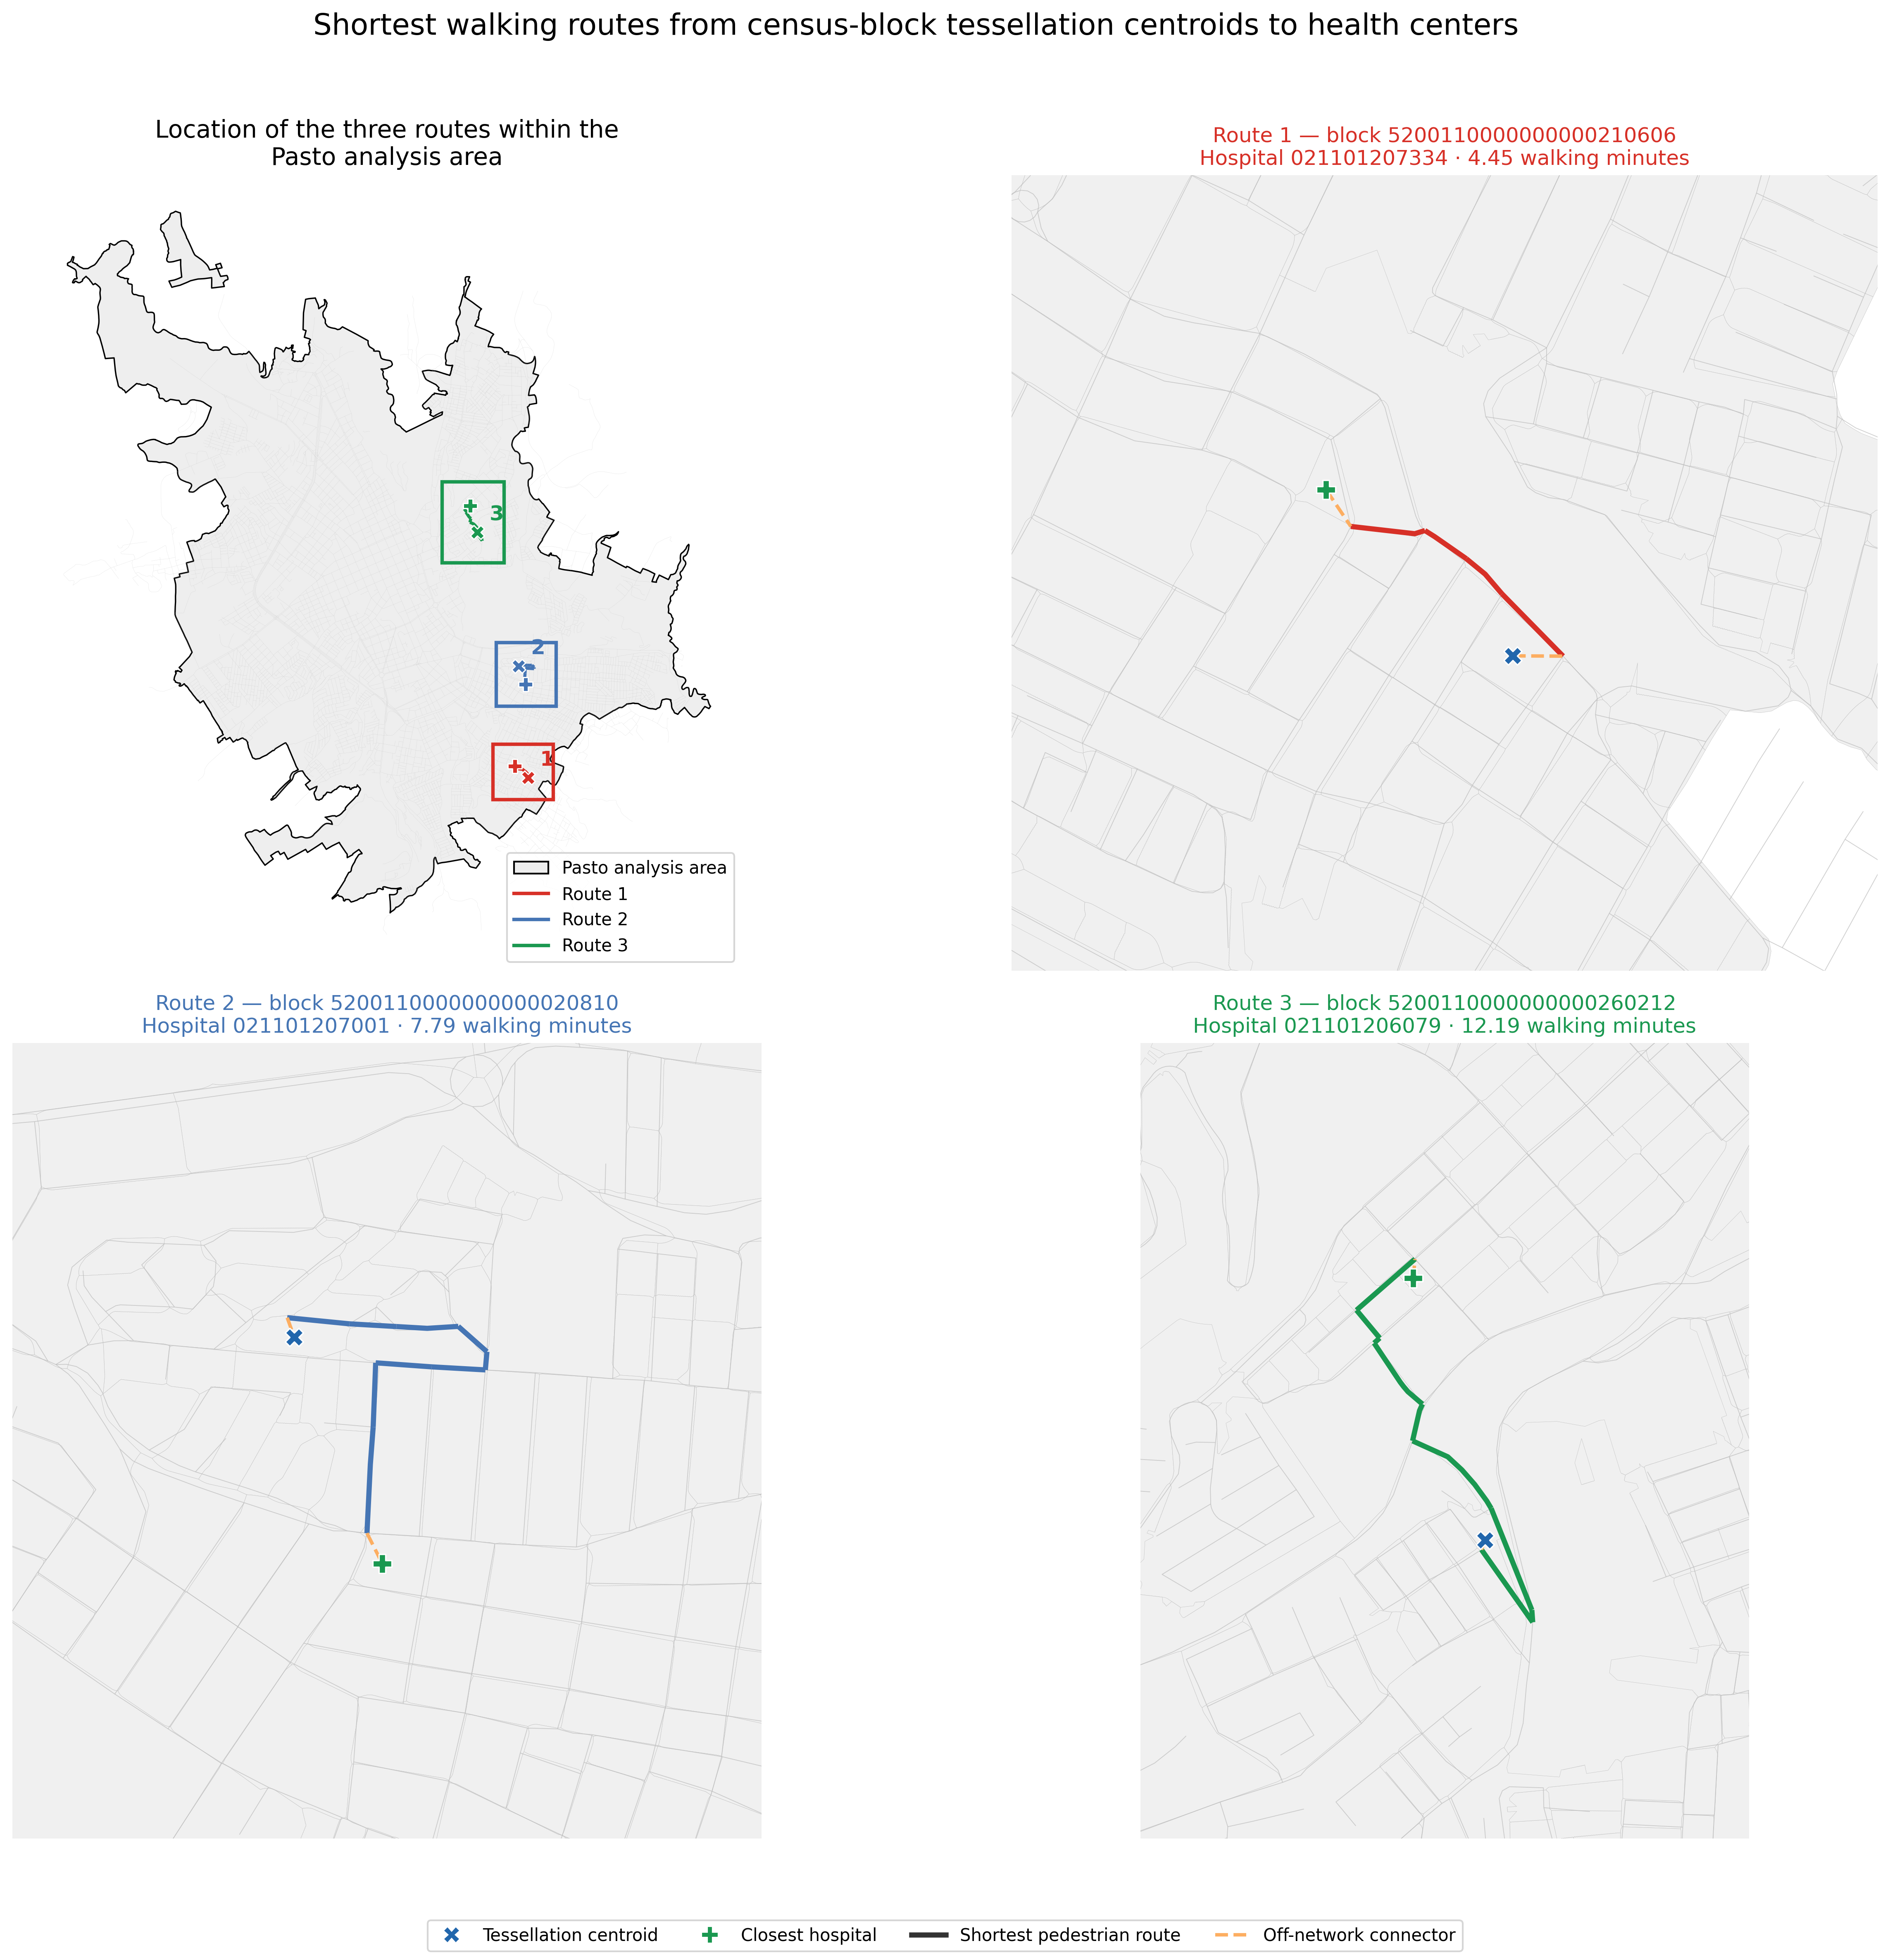 Shortest walking routes from census-block tessellation centroids to health centers
Location of the three routes within the
Pasto analysis area
3
2
1
Pasto analysis area
Route 1
Route 2
Route 3
Route 1 — block 5200110000000000210606
Hospital 021101207334 · 4.45 walking minutes
Route 2 — block 5200110000000000020810
Hospital 021101207001 · 7.79 walking minutes
Route 3 — block 5200110000000000260212
Hospital 021101206079 · 12.19 walking minutes
Tessellation centroid
Closest hospital
Shortest pedestrian route
Off-network connector